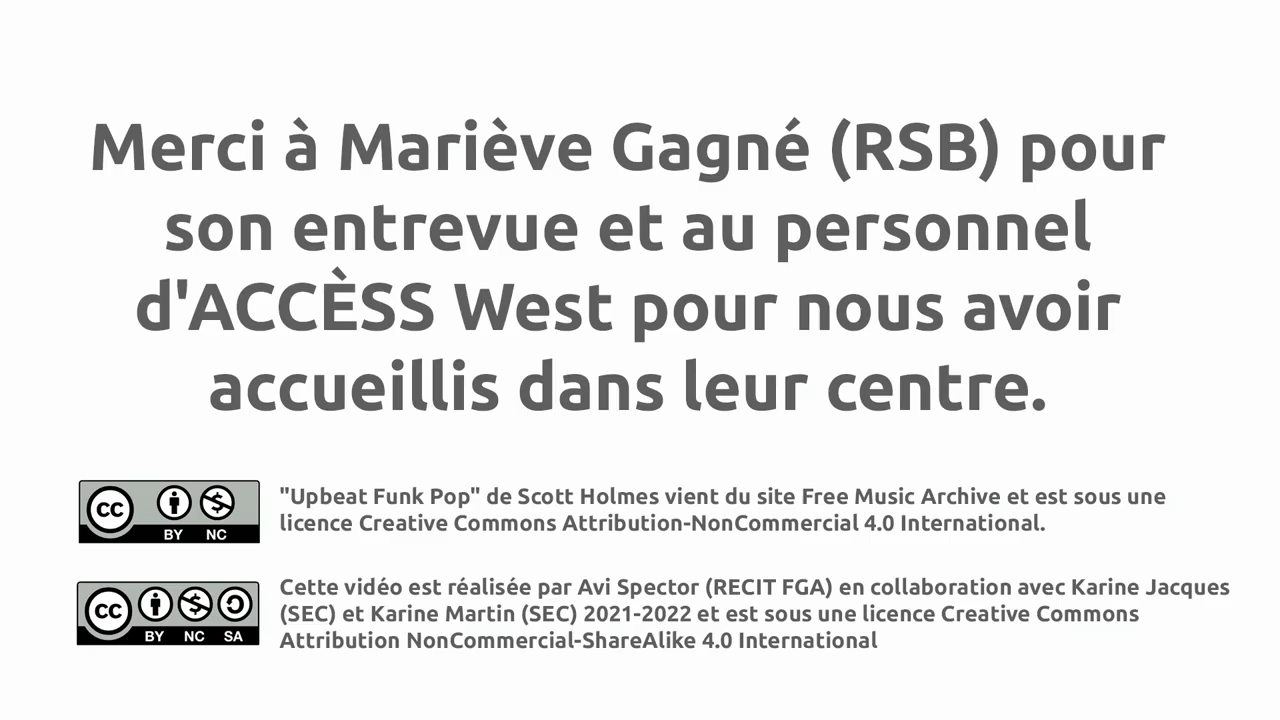 Merci à Mariève Gagné (RSB) pour
son entrevue et au personnel
d'ACCÈSS West pour nous avoir
accueillis dans leur centre.
CC BY NC
"Upbeat Funk Pop" de Scott Holmes vient du site Free Music Archive et est sous une
licence Creative Commons Attribution-NonCommercial 4.0 International.
CC BY NC SA
Cette vidéo est réalisée par Avi Spector (RECIT FGA) en collaboration avec Karine Jacques
(SEC) et Karine Martin (SEC) 2021-2022 et est sous une licence Creative Commons
Attribution NonCommercial-ShareAlike 4.0 International